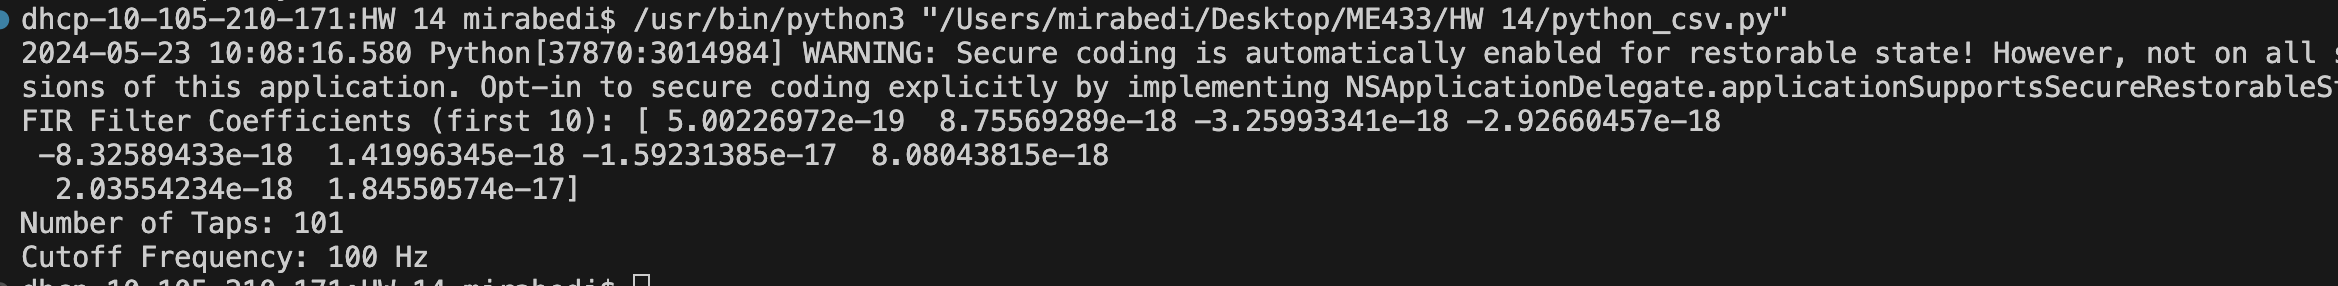 dhcp-10-105-210-171:HW 14 mirabedi$ /usr/bin/python3 "/Users/mirabedi/Desktop/ME433/HW 14/python_csv.py"
2024-05-23 10:08:16.580 Python[37870:3014984] WARNING: Secure coding is automatically enabled for restorable state! However, not on all s
sions of this application. Opt-in to secure coding explicitly by implementing NSApplicationDelegate.applicationSupportsSecureRestorableSt
FIR Filter Coefficients (first 10): [ 5.00226972e-19  8.75569289e-18 -3.25993341e-18 -2.92660457e-18
 -8.32589433e-18  1.41996345e-18 -1.59231385e-17  8.08043815e-18
  2.03554234e-18  1.84550574e-17]
Number of Taps: 101
Cutoff Frequency: 100 Hz
dhcp-10-105-210-171:HW 14 mirabedi$